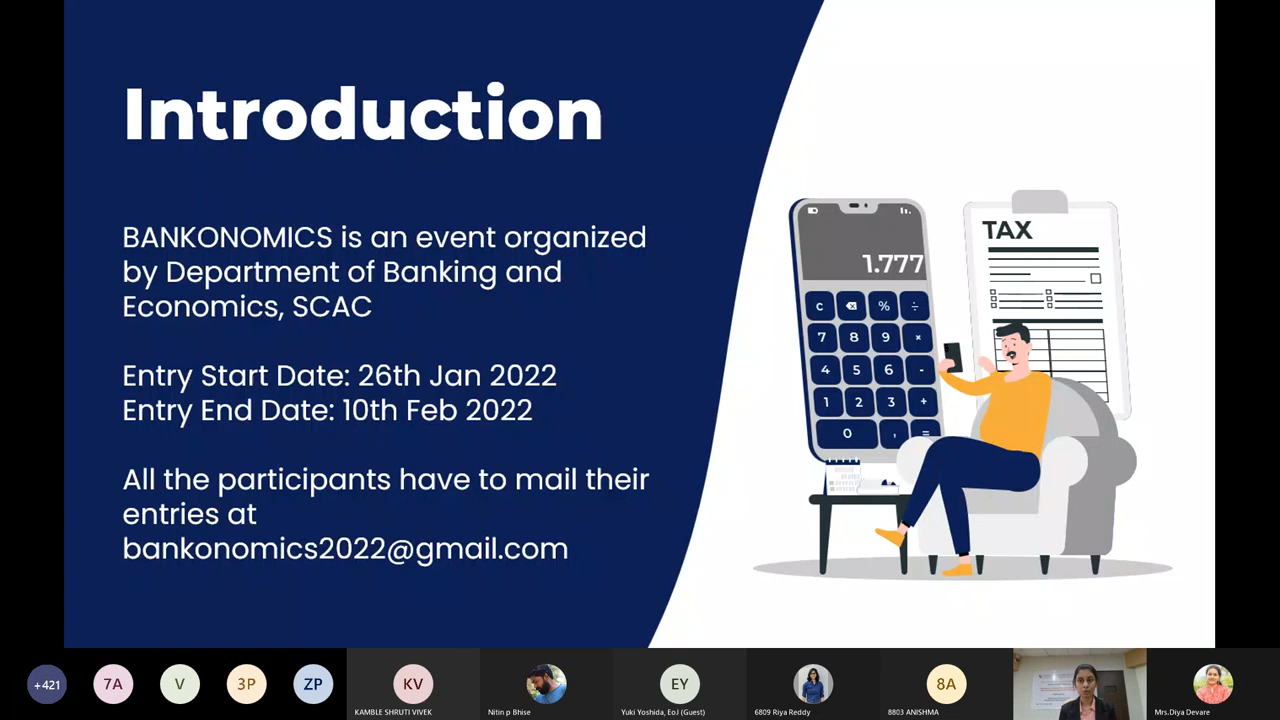 Introduction
BANKONOMICS is an event organized
by Department of Banking and
Economics, SCAC
Entry Start Date: 26th Jan 2022
Entry End Date: 10th Feb 2022
All the participants have to mail their
entries at
bankonomics2022@gmail.com
1.777
C % ÷
7 8 9 ×
4 5 6 -
1 2 3 +
0 , =
TAX
+421
7A
V
3P
ZP
KV
EY
8A
KAMBLE SHRUTI VIVEK
Nitin p Bhise
Yuki Yoshida, EoJ (Guest)
6809 Riya Reddy
8803 ANISHMA
Mrs.Diya Devare